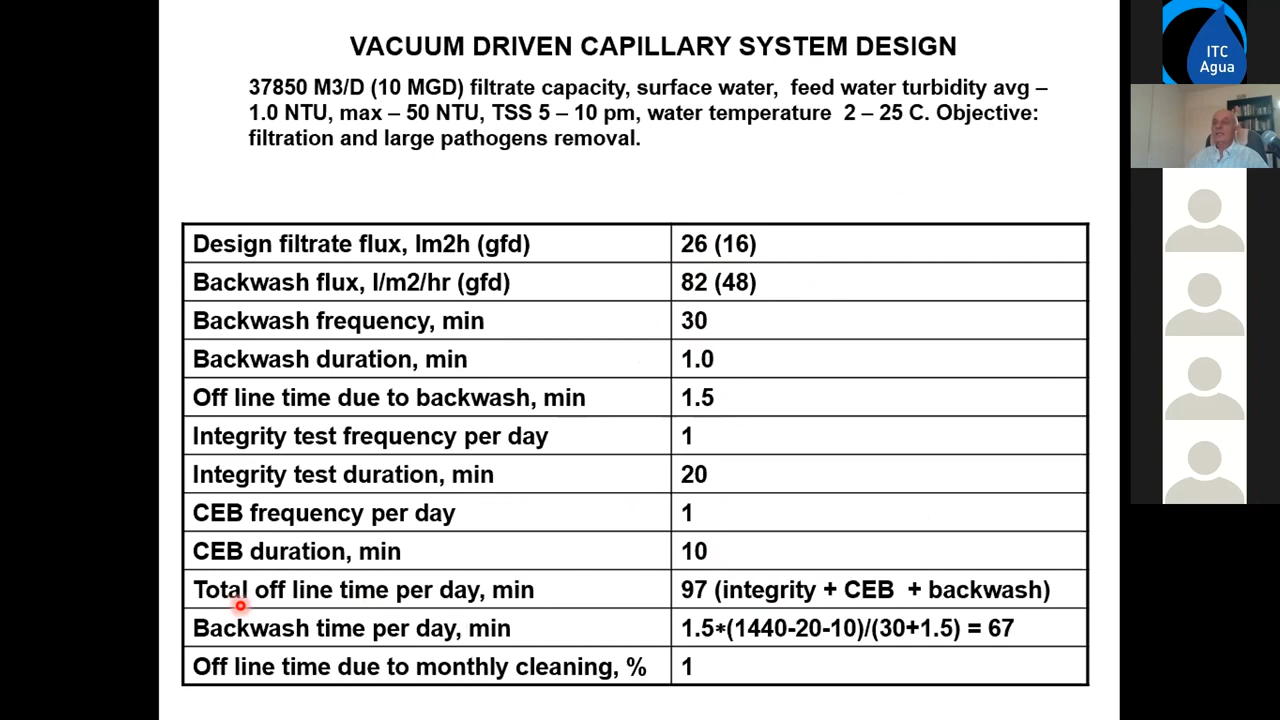 VACUUM DRIVEN CAPILLARY SYSTEM DESIGN
37850 M3/D (10 MGD) filtrate capacity, surface water, feed water turbidity avg –
1.0 NTU, max – 50 NTU, TSS 5 – 10 pm, water temperature 2 – 25 C. Objective:
filtration and large pathogens removal.
Design filtrate flux, lm2h (gfd) 26 (16)
Backwash flux, l/m2/hr (gfd) 82 (48)
Backwash frequency, min 30
Backwash duration, min 1.0
Off line time due to backwash, min 1.5
Integrity test frequency per day 1
Integrity test duration, min 20
CEB frequency per day 1
CEB duration, min 10
Total off line time per day, min 97 (integrity + CEB + backwash)
Backwash time per day, min 1.5*(1440-20-10)/(30+1.5) = 67
Off line time due to monthly cleaning, % 1
ITC
Agua